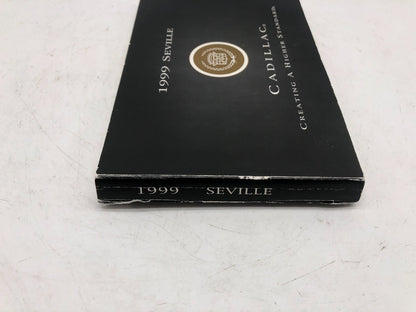 1999 SEVILLE
CADILLAC®
CREATING A HIGHER STANDARD®
1999 SEVILLE